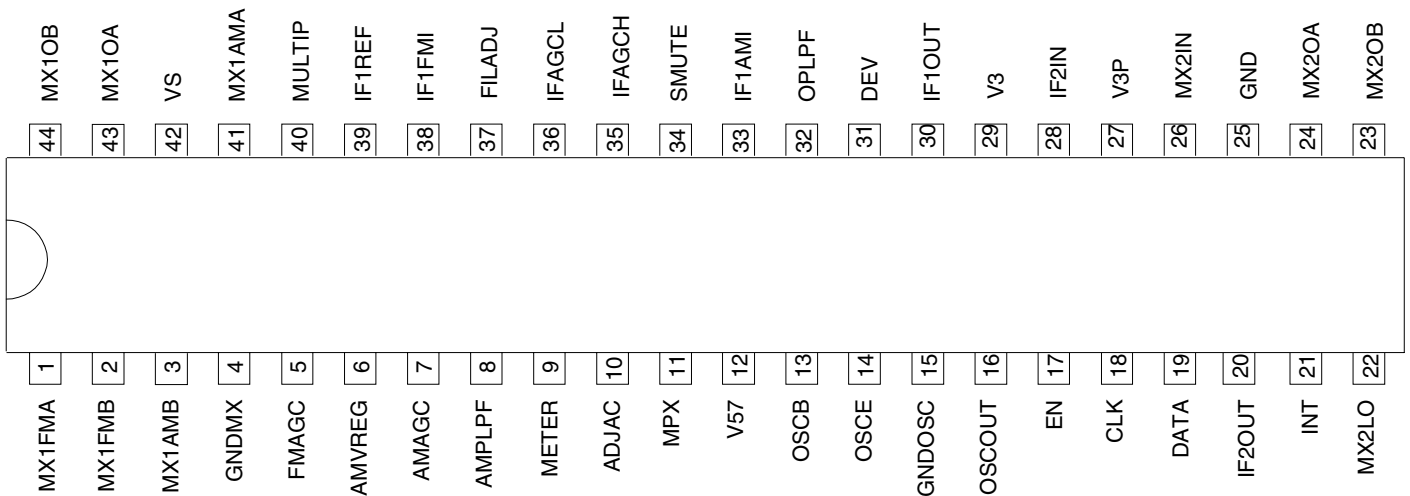 MX1OB
MX1OA
VS
MX1AMA
MULTIP
IF1REF
IF1FMI
FILADJ
IFAGCL
IFAGCH
SMUTE
IF1AMI
OPLPF
DEV
IF1OUT
V3
IF2IN
V3P
MX2IN
GND
MX2OA
MX2OB
44
43
42
41
40
39
38
37
36
35
34
33
32
31
30
29
28
27
26
25
24
23
1
2
3
4
5
6
7
8
9
10
11
12
13
14
15
16
17
18
19
20
21
22
MX1FMA
MX1FMB
MX1AMB
GNDMX
FMAGC
AMVREG
AMAGC
AMPLPF
METER
ADJAC
MPX
V57
OSCB
OSCE
GNDOSC
OSCOUT
EN
CLK
DATA
IF2OUT
INT
MX2LO